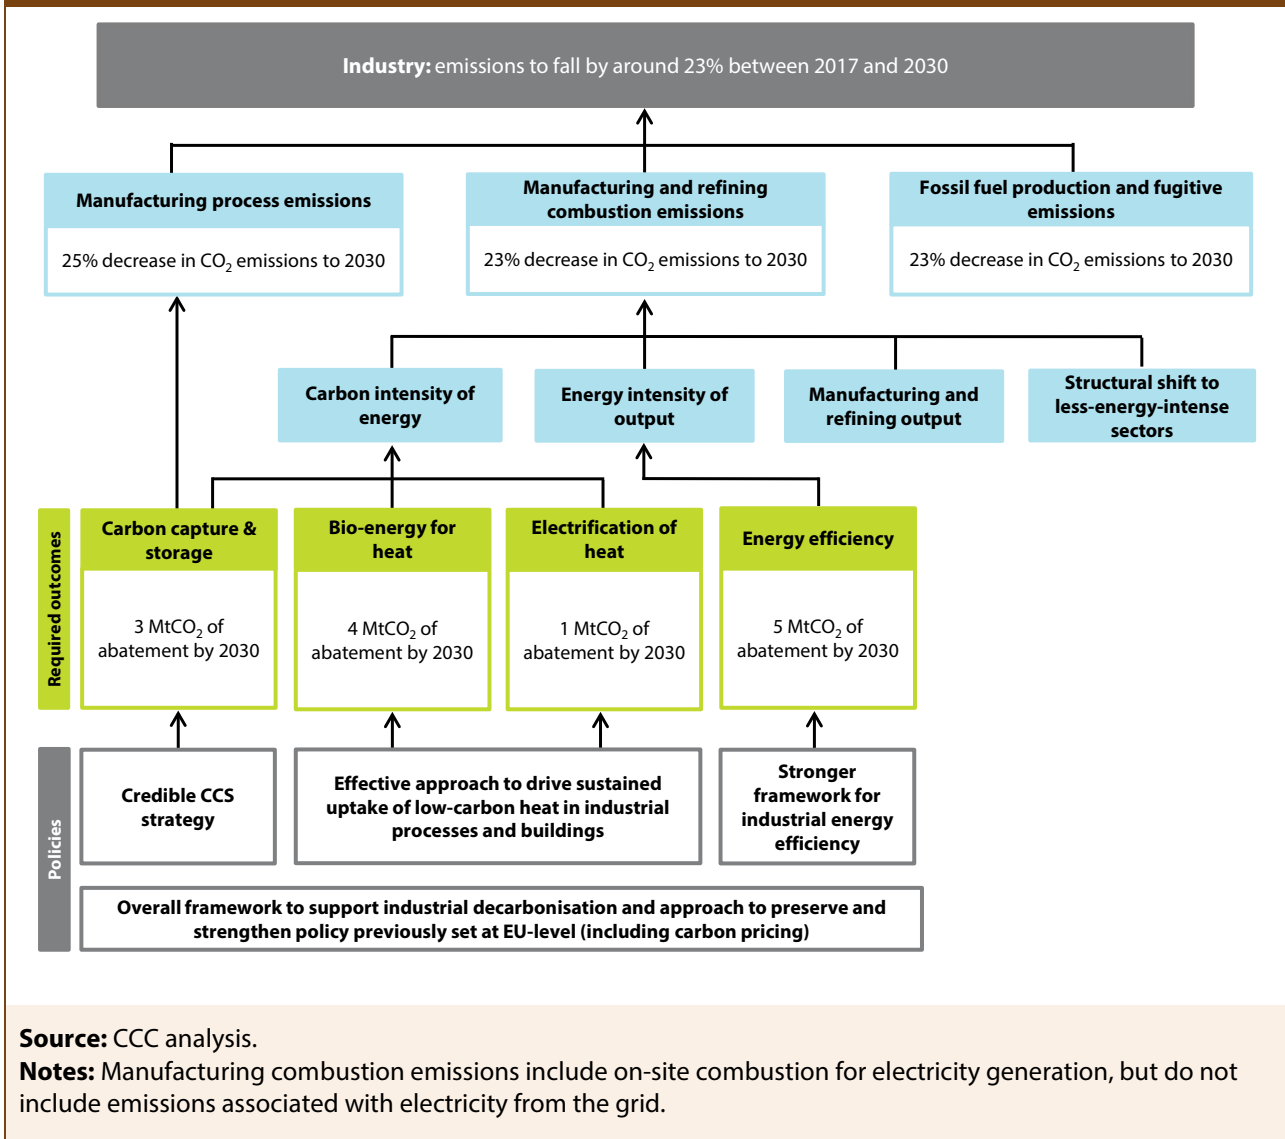 Industry: emissions to fall by around 23% between 2017 and 2030
Manufacturing process emissions
25% decrease in CO₂ emissions to 2030
Manufacturing and refining
combustion emissions
23% decrease in CO₂ emissions to 2030
Fossil fuel production and fugitive
emissions
23% decrease in CO₂ emissions to 2030
Carbon intensity of
energy
Energy intensity of
output
Manufacturing and
refining output
Structural shift to
less-energy-intense
sectors
Required outcomes
Carbon capture &
storage
3 MtCO₂ of
abatement by 2030
Bio-energy for
heat
4 MtCO₂ of
abatement by 2030
Electrification of
heat
1 MtCO₂ of
abatement by 2030
Energy efficiency
5 MtCO₂ of
abatement by 2030
Policies
Credible CCS
strategy
Effective approach to drive sustained
uptake of low-carbon heat in industrial
processes and buildings
Stronger
framework for
industrial energy
efficiency
Overall framework to support industrial decarbonisation and approach to preserve and
strengthen policy previously set at EU-level (including carbon pricing)
Source: CCC analysis.
Notes: Manufacturing combustion emissions include on-site combustion for electricity generation, but do not
include emissions associated with electricity from the grid.